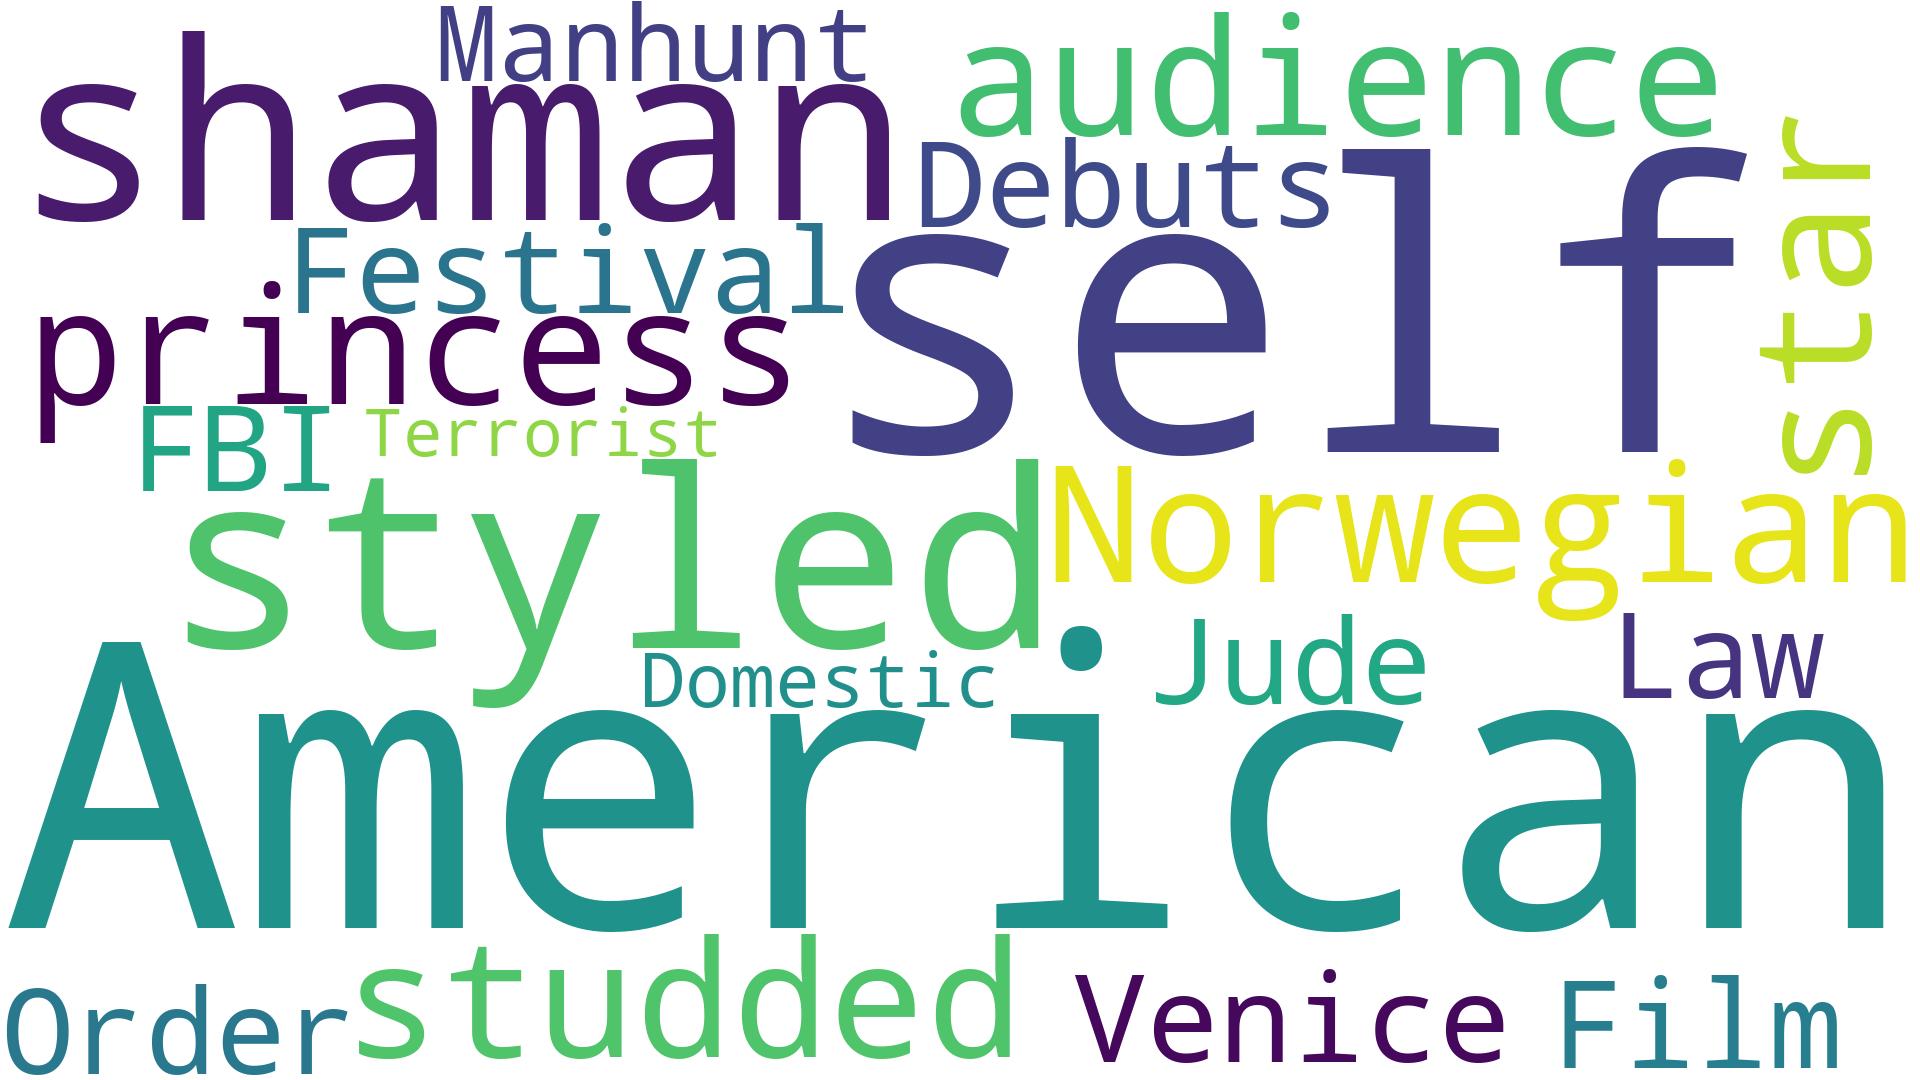 Manhunt
audience
shaman
Debuts
star
self
Festival
princess
FBI
Terrorist
styled
Norwegian
Domestic
Jude
Law
American
Order
studded
Venice
Film